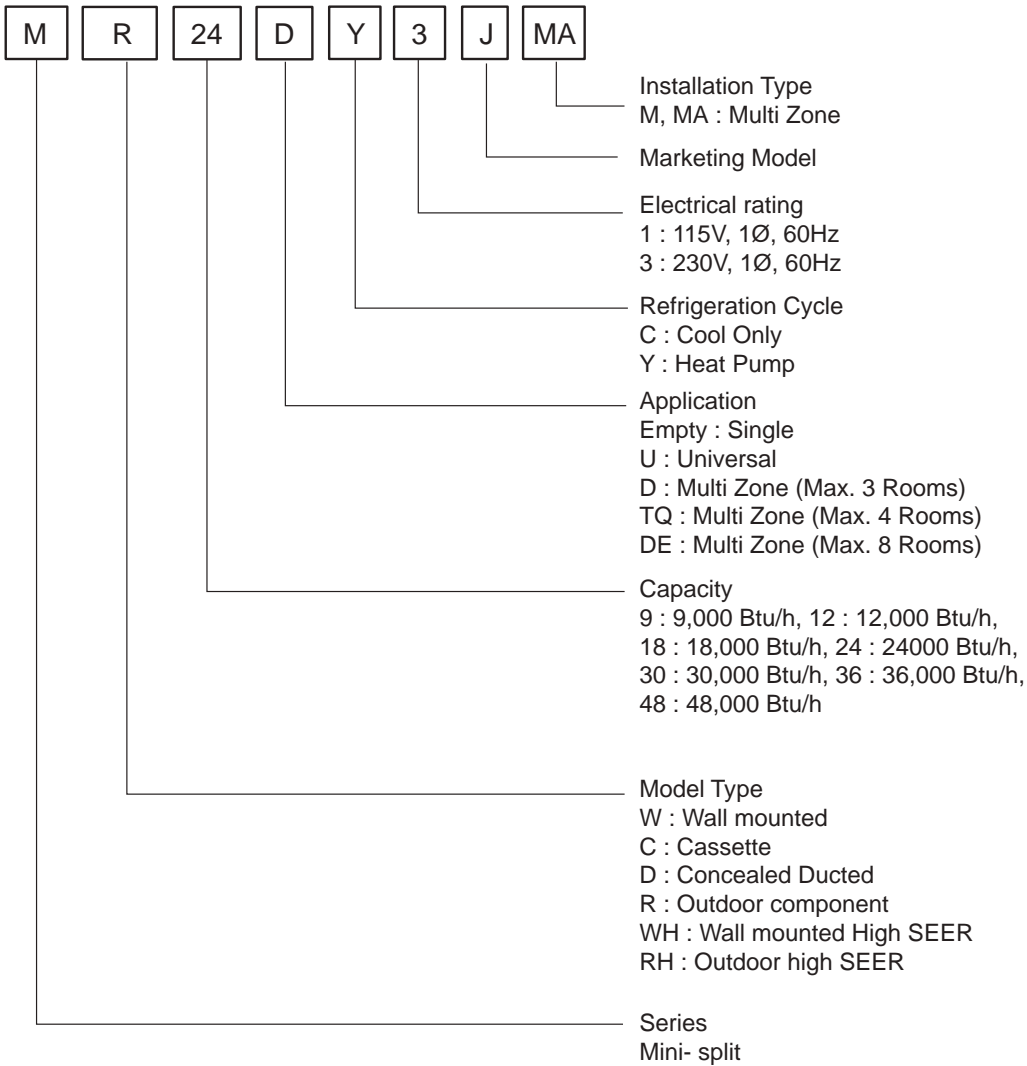 M R 24 D Y 3 J MA
Installation Type
M, MA : Multi Zone
Marketing Model
Electrical rating
1 : 115V, 1Ø, 60Hz
3 : 230V, 1Ø, 60Hz
Refrigeration Cycle
C : Cool Only
Y : Heat Pump
Application
Empty : Single
U : Universal
D : Multi Zone (Max. 3 Rooms)
TQ : Multi Zone (Max. 4 Rooms)
DE : Multi Zone (Max. 8 Rooms)
Capacity
9 : 9,000 Btu/h, 12 : 12,000 Btu/h,
18 : 18,000 Btu/h, 24 : 24000 Btu/h,
30 : 30,000 Btu/h, 36 : 36,000 Btu/h,
48 : 48,000 Btu/h
Model Type
W : Wall mounted
C : Cassette
D : Concealed Ducted
R : Outdoor component
WH : Wall mounted High SEER
RH : Outdoor high SEER
Series
Mini- split